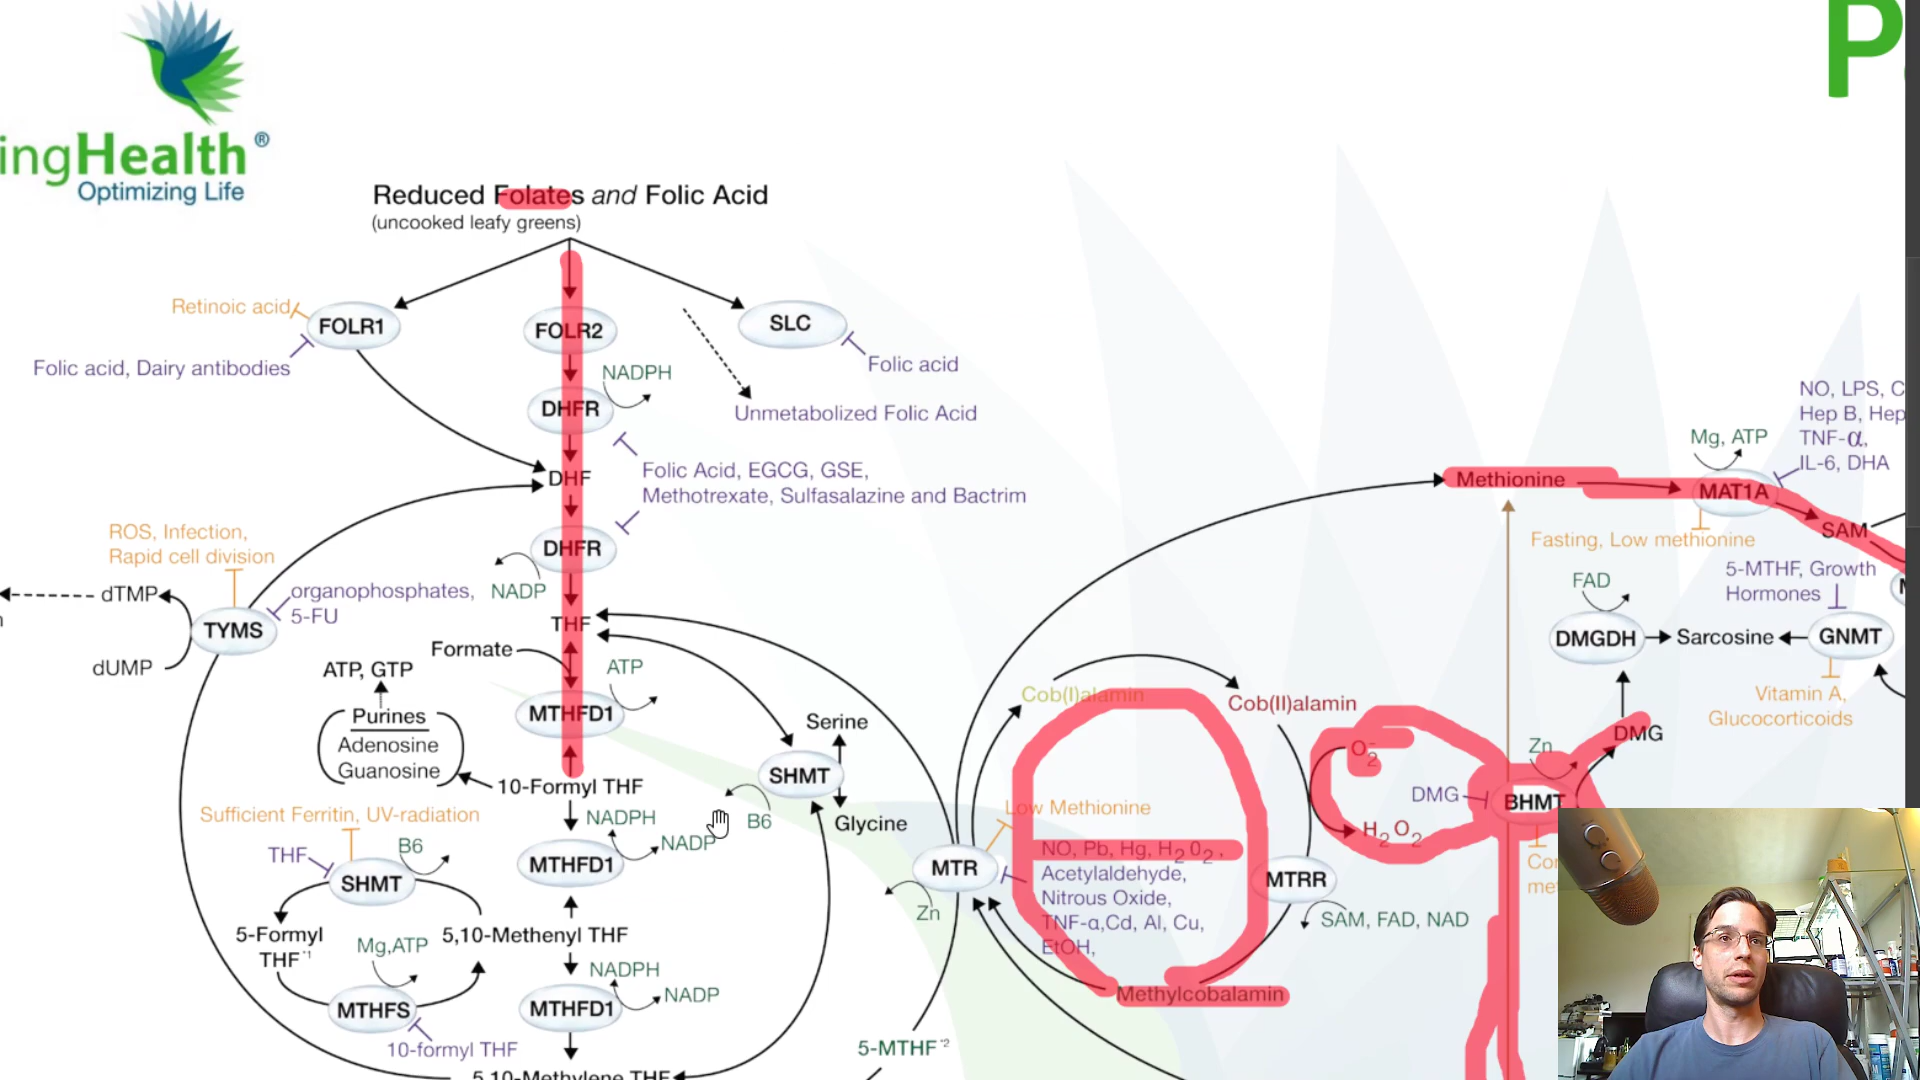 P
ingHealth®
Optimizing Life
Reduced Folates and Folic Acid
(uncooked leafy greens)
Retinoic acid
FOLR1
FOLR2
SLC
Folic acid, Dairy antibodies
Folic acid
NADPH
DHFR
Unmetabolized Folic Acid
DHF
Folic Acid, EGCG, GSE,
Methotrexate, Sulfasalazine and Bactrim
ROS, Infection,
Rapid cell division
DHFR
NADP
organophosphates,
5-FU
dTMP
TYMS
dUMP
THF
Formate
ATP
ATP, GTP
Purines
Adenosine
Guanosine
MTHFD1
Serine
SHMT
Glycine
B6
10-Formyl THF
Sufficient Ferritin, UV-radiation
NADPH
NADP
THF
B6
SHMT
MTHFD1
5-Formyl
THF*1
5,10-Methenyl THF
Mg,ATP
NADPH
NADP
MTHFS
MTHFD1
10-formyl THF
5,10-Methylene THF
5-MTHF*2
MTR
Zn
Cob(I)alamin
Cob(II)alamin
Low Methionine
NO, Pb, Hg, H2O2,
Acetylaldehyde,
Nitrous Oxide,
TNF-α,Cd, Al, Cu,
EtOH,
Methylcobalamin
MTRR
SAM, FAD, NAD
O2-
H2O2
DMG
BHMT
Zn
DMG
Methionine
MAT1A
Mg, ATP
NO, LPS, C
Hep B, Hep
TNF-α,
IL-6, DHA
SAM
Fasting, Low methionine
5-MTHF, Growth
Hormones
FAD
DMGDH
Sarcosine
GNMT
Vitamin A,
Glucocorticoids